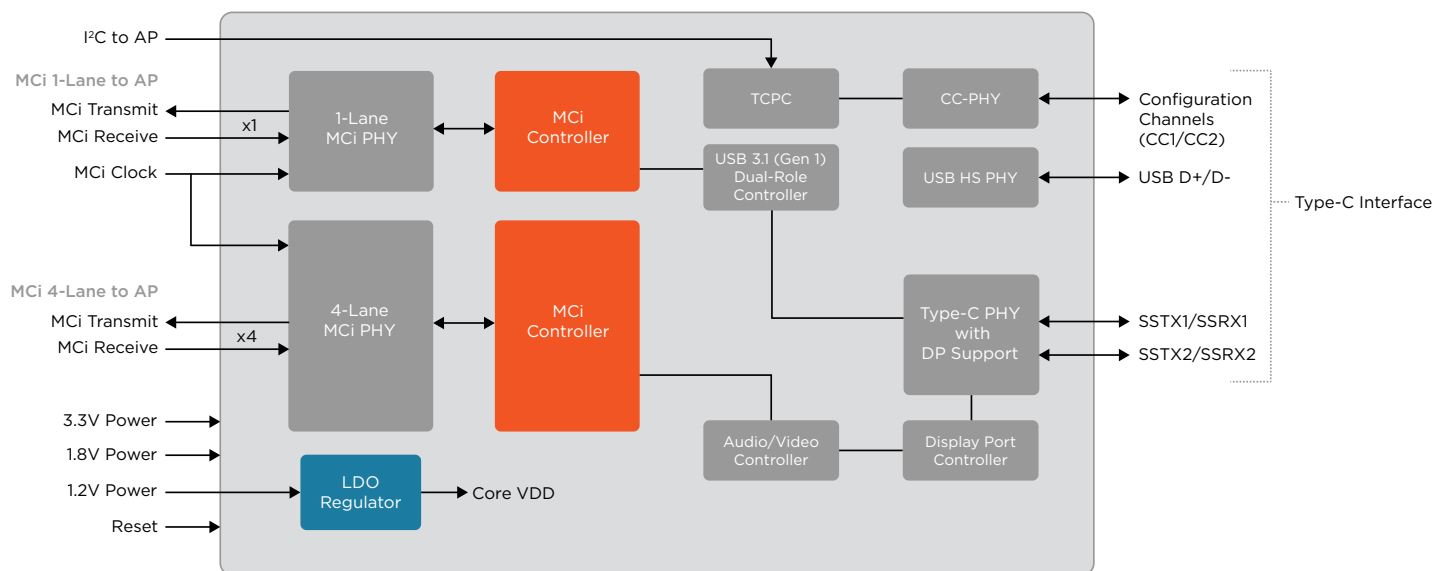 I²C to AP
MCi 1-Lane to AP
MCi Transmit
MCi Receive
x1
MCi Clock
MCi 4-Lane to AP
MCi Transmit
MCi Receive
x4
3.3V Power
1.8V Power
1.2V Power
Reset
1-Lane
MCi PHY
MCi
Controller
4-Lane
MCi PHY
MCi
Controller
LDO
Regulator
Core VDD
TCPC
CC-PHY
USB 3.1 (Gen 1)
Dual-Role
Controller
USB HS PHY
Type-C PHY
with
DP Support
Audio/Video
Controller
Display Port
Controller
Configuration
Channels
(CC1/CC2)
USB D+/D-
SSTX1/SSRX1
SSTX2/SSRX2
Type-C Interface